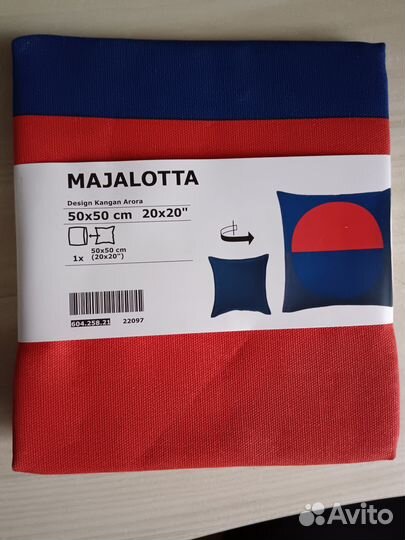 MAJALOTTA
Design Kangan Arora
50x50 cm 20x20"
1x
50x50 cm
(20x20")
604.258.21 22097
Avito